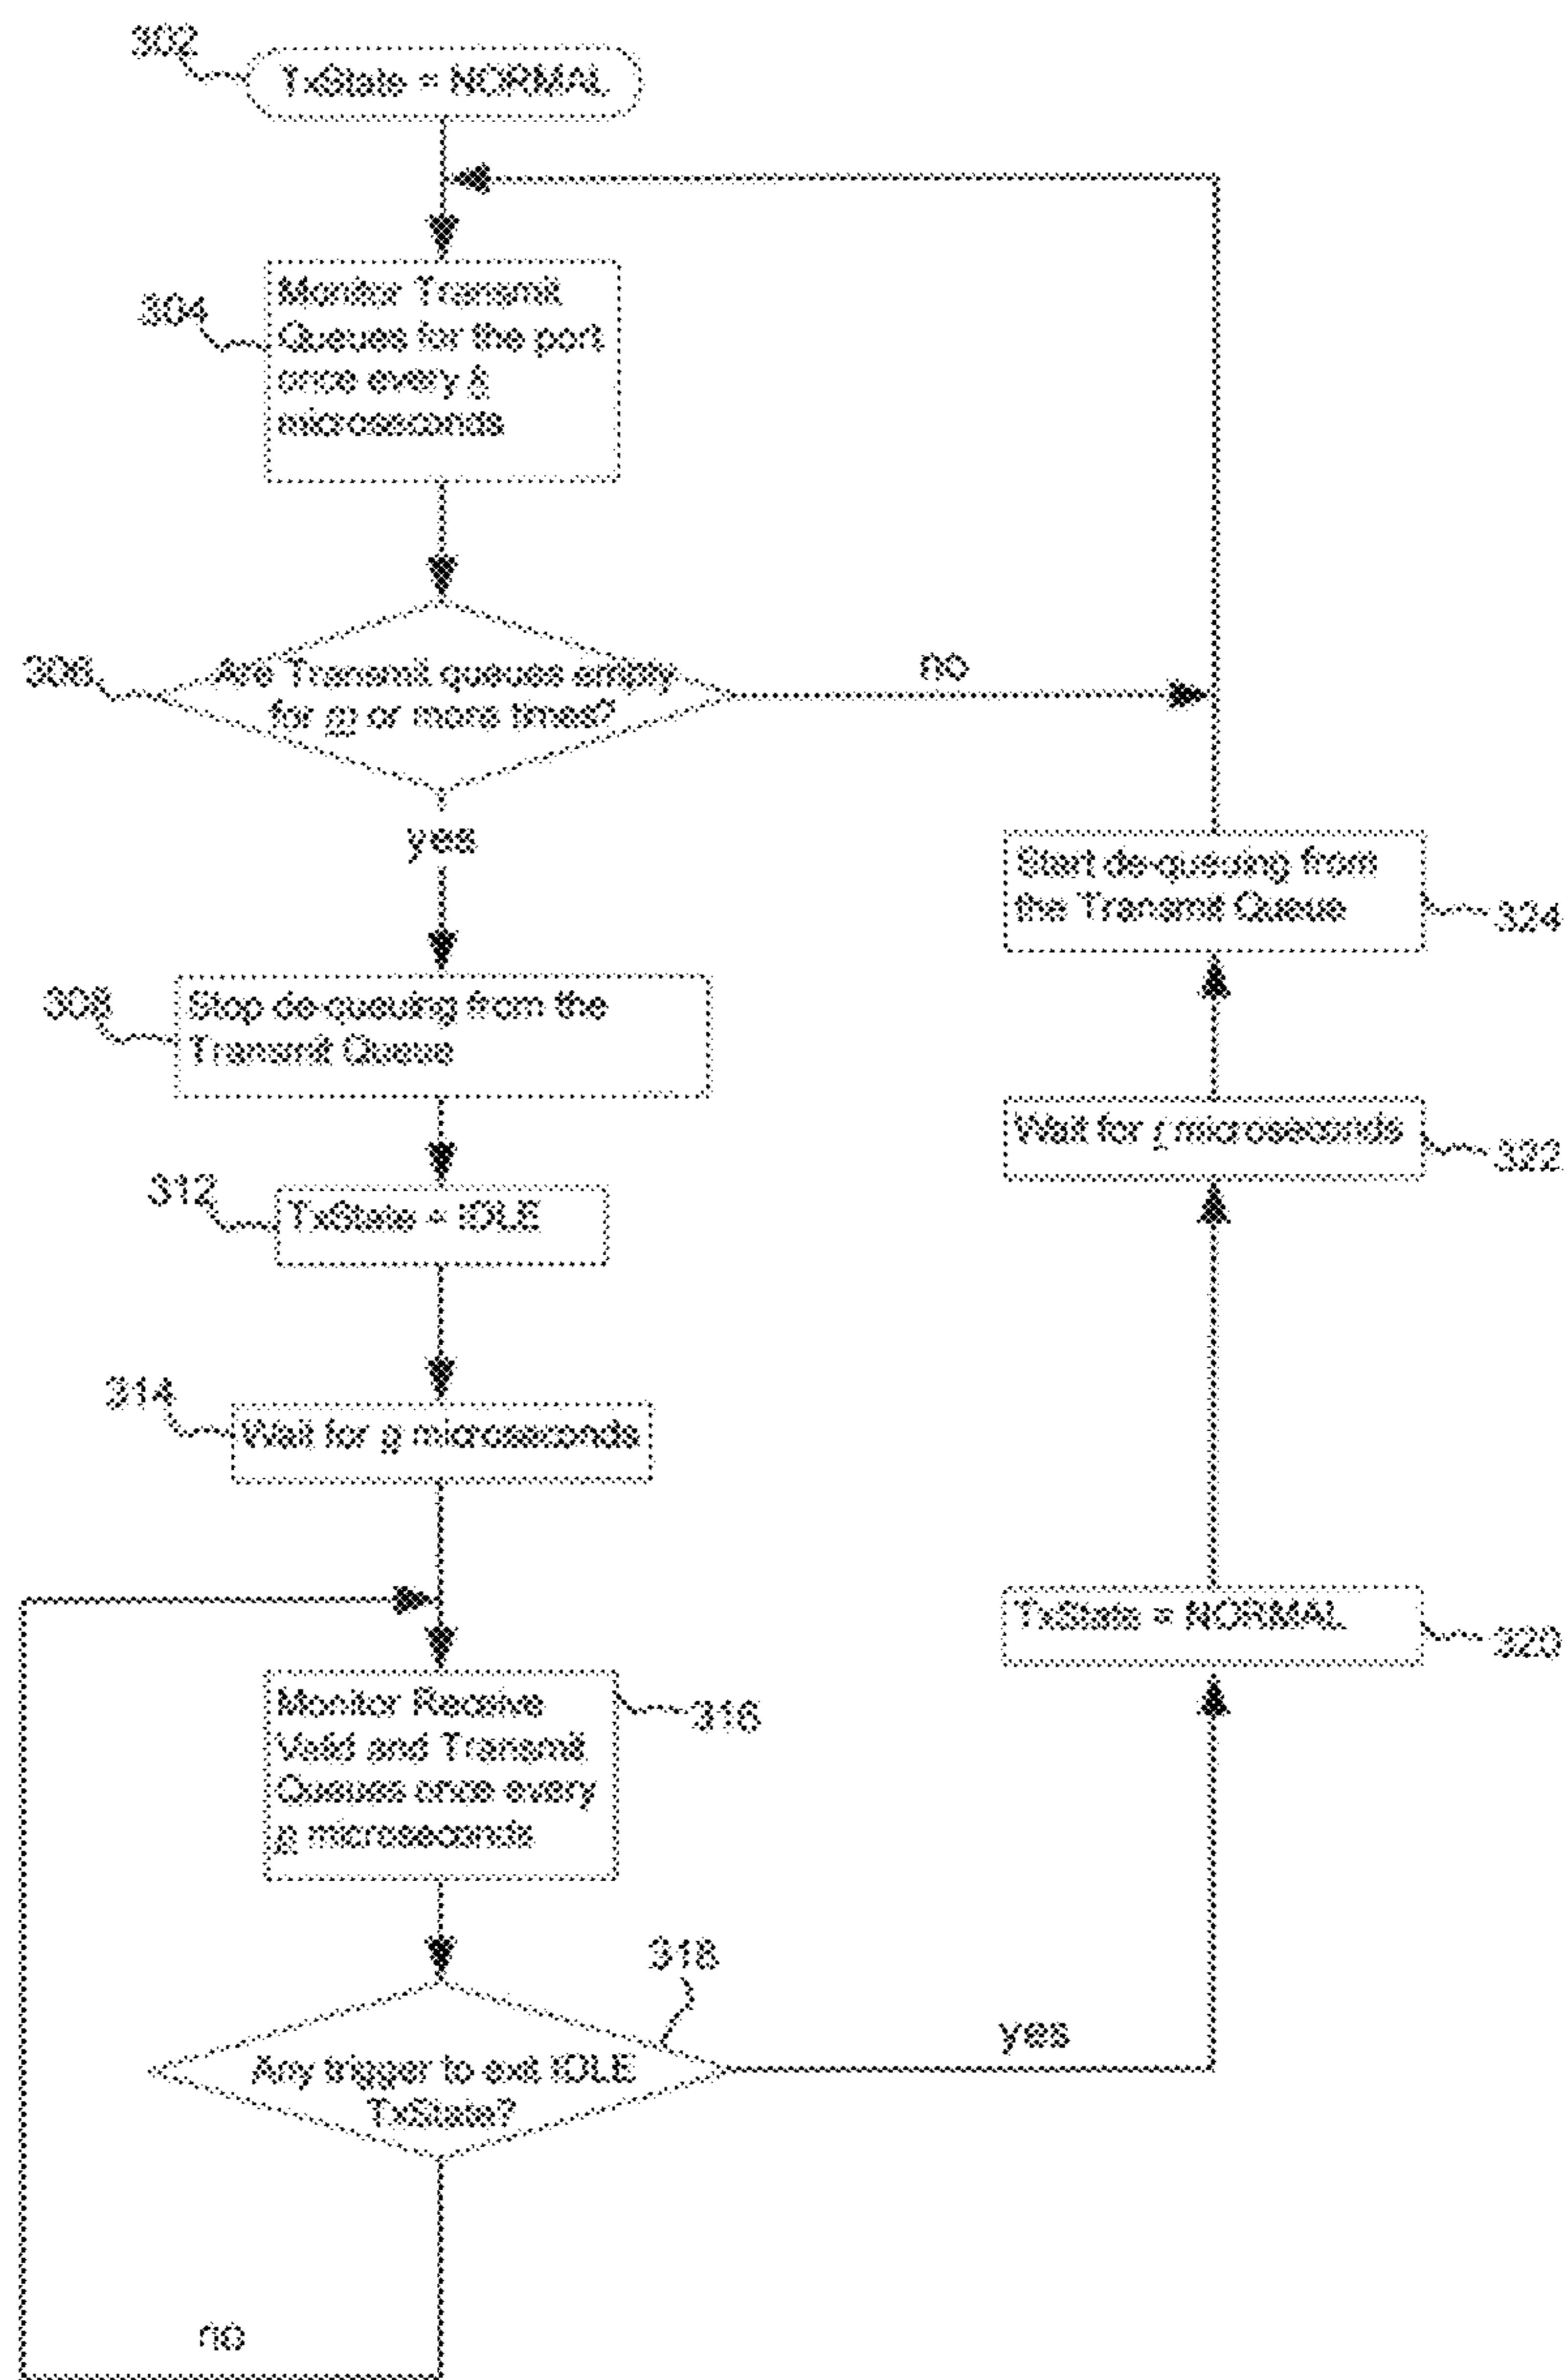 302
TxState = NORMAL
304
Monitor Transmit
Queues for the port
once every k
microseconds
306
Are Transmit queues empty
for m or more times?
no
yes
308
Stop de-queuing from the
Transmit Queue
312
TxState = IDLE
314
Wait for g microseconds
316
Monitor Receive
Valid and Transmit
Queues once every
microseconds
318
Any trigger to exit IDLE
TxState?
yes
no
320
TxState = NORMAL
322
Wait for microseconds
324
Start de-queuing from
the Transmit Queue